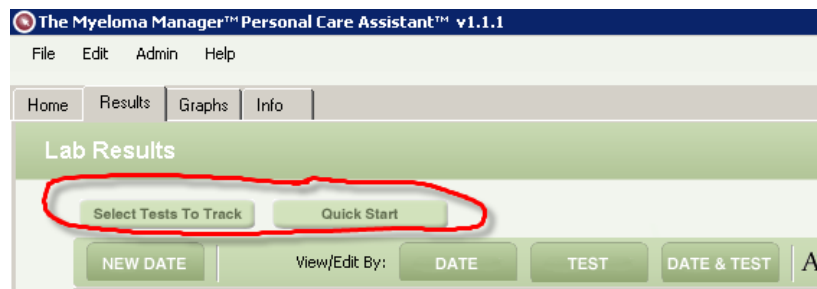 The Myeloma Manager™ Personal Care Assistant™ v1.1.1
File Edit Admin Help
Home Results Graphs Info
Lab Results
Select Tests To Track Quick Start
NEW DATE View/Edit By: DATE TEST DATE & TEST A